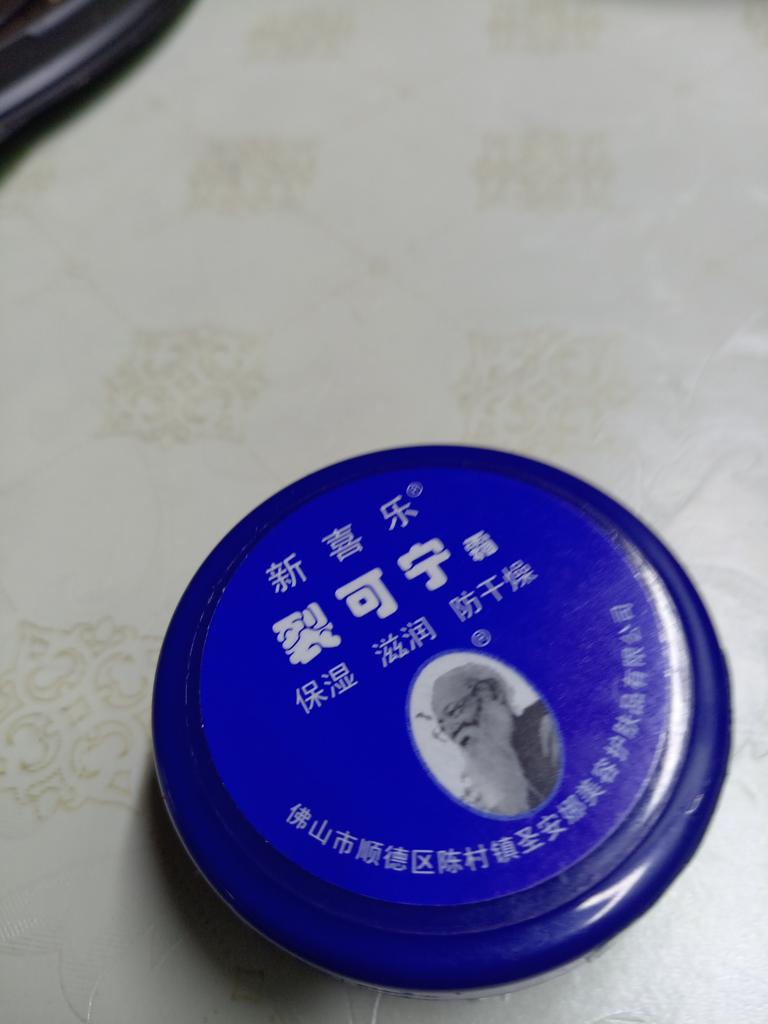 新喜乐®
裂可宁霜
保湿 滋润 防干燥
®
佛山市顺德区陈村镇圣安娜美容护肤品有限公司